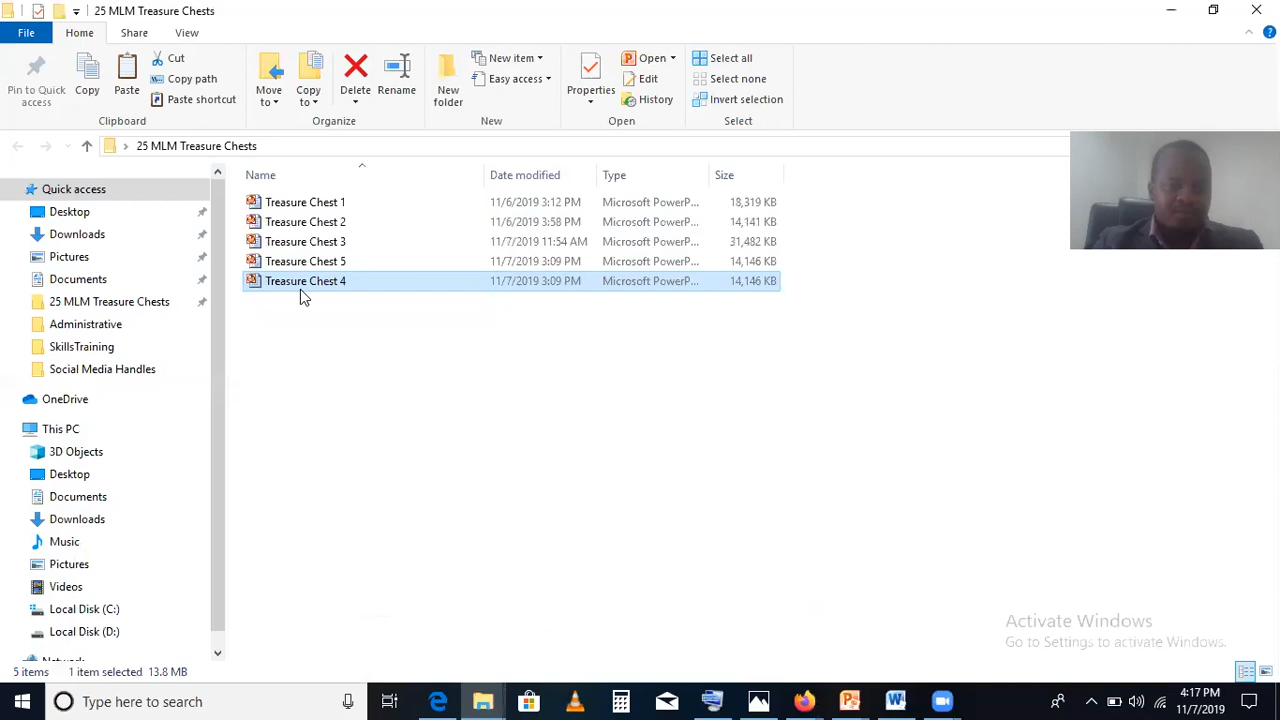 25 MLM Treasure Chests
File Home Share View
Pin to Quick access
Copy
Paste
Cut
Copy path
Paste shortcut
Move to
Copy to
Delete
Rename
New folder
New item
Easy access
Properties
Open
Edit
History
Select all
Select none
Invert selection
Clipboard Organize New Open Select
25 MLM Treasure Chests
Name Date modified Type Size
Treasure Chest 1 11/6/2019 3:12 PM Microsoft PowerP... 18,319 KB
Treasure Chest 2 11/6/2019 3:58 PM Microsoft PowerP... 14,141 KB
Treasure Chest 3 11/7/2019 11:54 AM Microsoft PowerP... 31,482 KB
Treasure Chest 5 11/7/2019 3:09 PM Microsoft PowerP... 14,146 KB
Treasure Chest 4 11/7/2019 3:09 PM Microsoft PowerP... 14,146 KB
Quick access
Desktop
Downloads
Pictures
Documents
25 MLM Treasure Chests
Administrative
SkillsTraining
Social Media Handles
OneDrive
This PC
3D Objects
Desktop
Documents
Downloads
Music
Pictures
Videos
Local Disk (C:)
Local Disk (D:)
Network
Activate Windows
Go to Settings to activate Windows.
5 items 1 item selected 13.8 MB
Type here to search
4:17 PM
11/7/2019